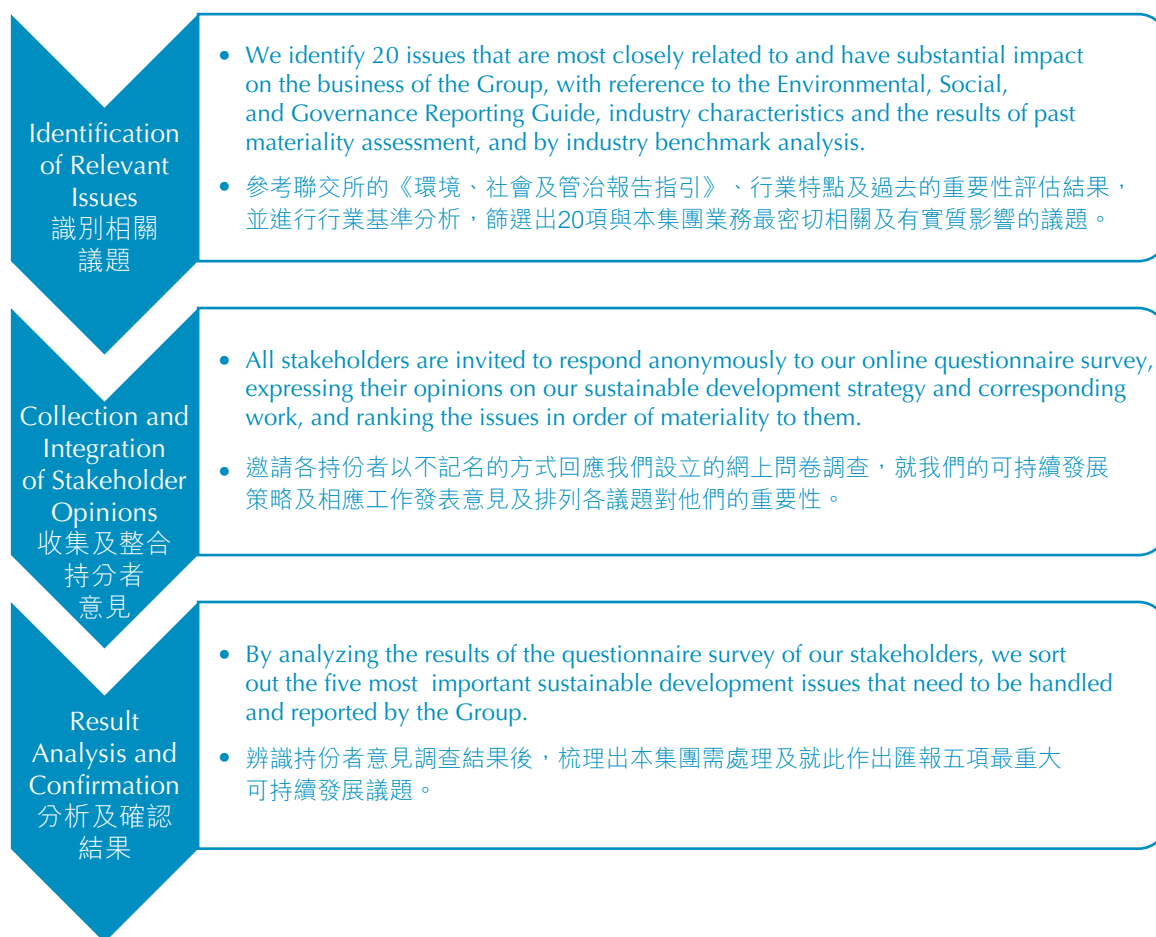 Identification
of Relevant
Issues
識別相關
議題
• We identify 20 issues that are most closely related to and have substantial impact
on the business of the Group, with reference to the Environmental, Social,
and Governance Reporting Guide, industry characteristics and the results of past
materiality assessment, and by industry benchmark analysis.
• 參考聯交所的《環境、社會及管治報告指引》、行業特點及過去的重要性評估結果，
並進行行業基準分析，篩選出20項與本集團業務最密切相關及有實質影響的議題。
Collection and
Integration
of Stakeholder
Opinions
收集及整合
持分者
意見
• All stakeholders are invited to respond anonymously to our online questionnaire survey,
expressing their opinions on our sustainable development strategy and corresponding
work, and ranking the issues in order of materiality to them.
• 邀請各持份者以不記名的方式回應我們設立的網上問卷調查，就我們的可持續發展
策略及相應工作發表意見及排列各議題對他們的重要性。
Result
Analysis and
Confirmation
分析及確認
結果
• By analyzing the results of the questionnaire survey of our stakeholders, we sort
out the five most important sustainable development issues that need to be handled
and reported by the Group.
• 辨識持份者意見調查結果後，梳理出本集團需處理及就此作出匯報五項最重大
可持續發展議題。